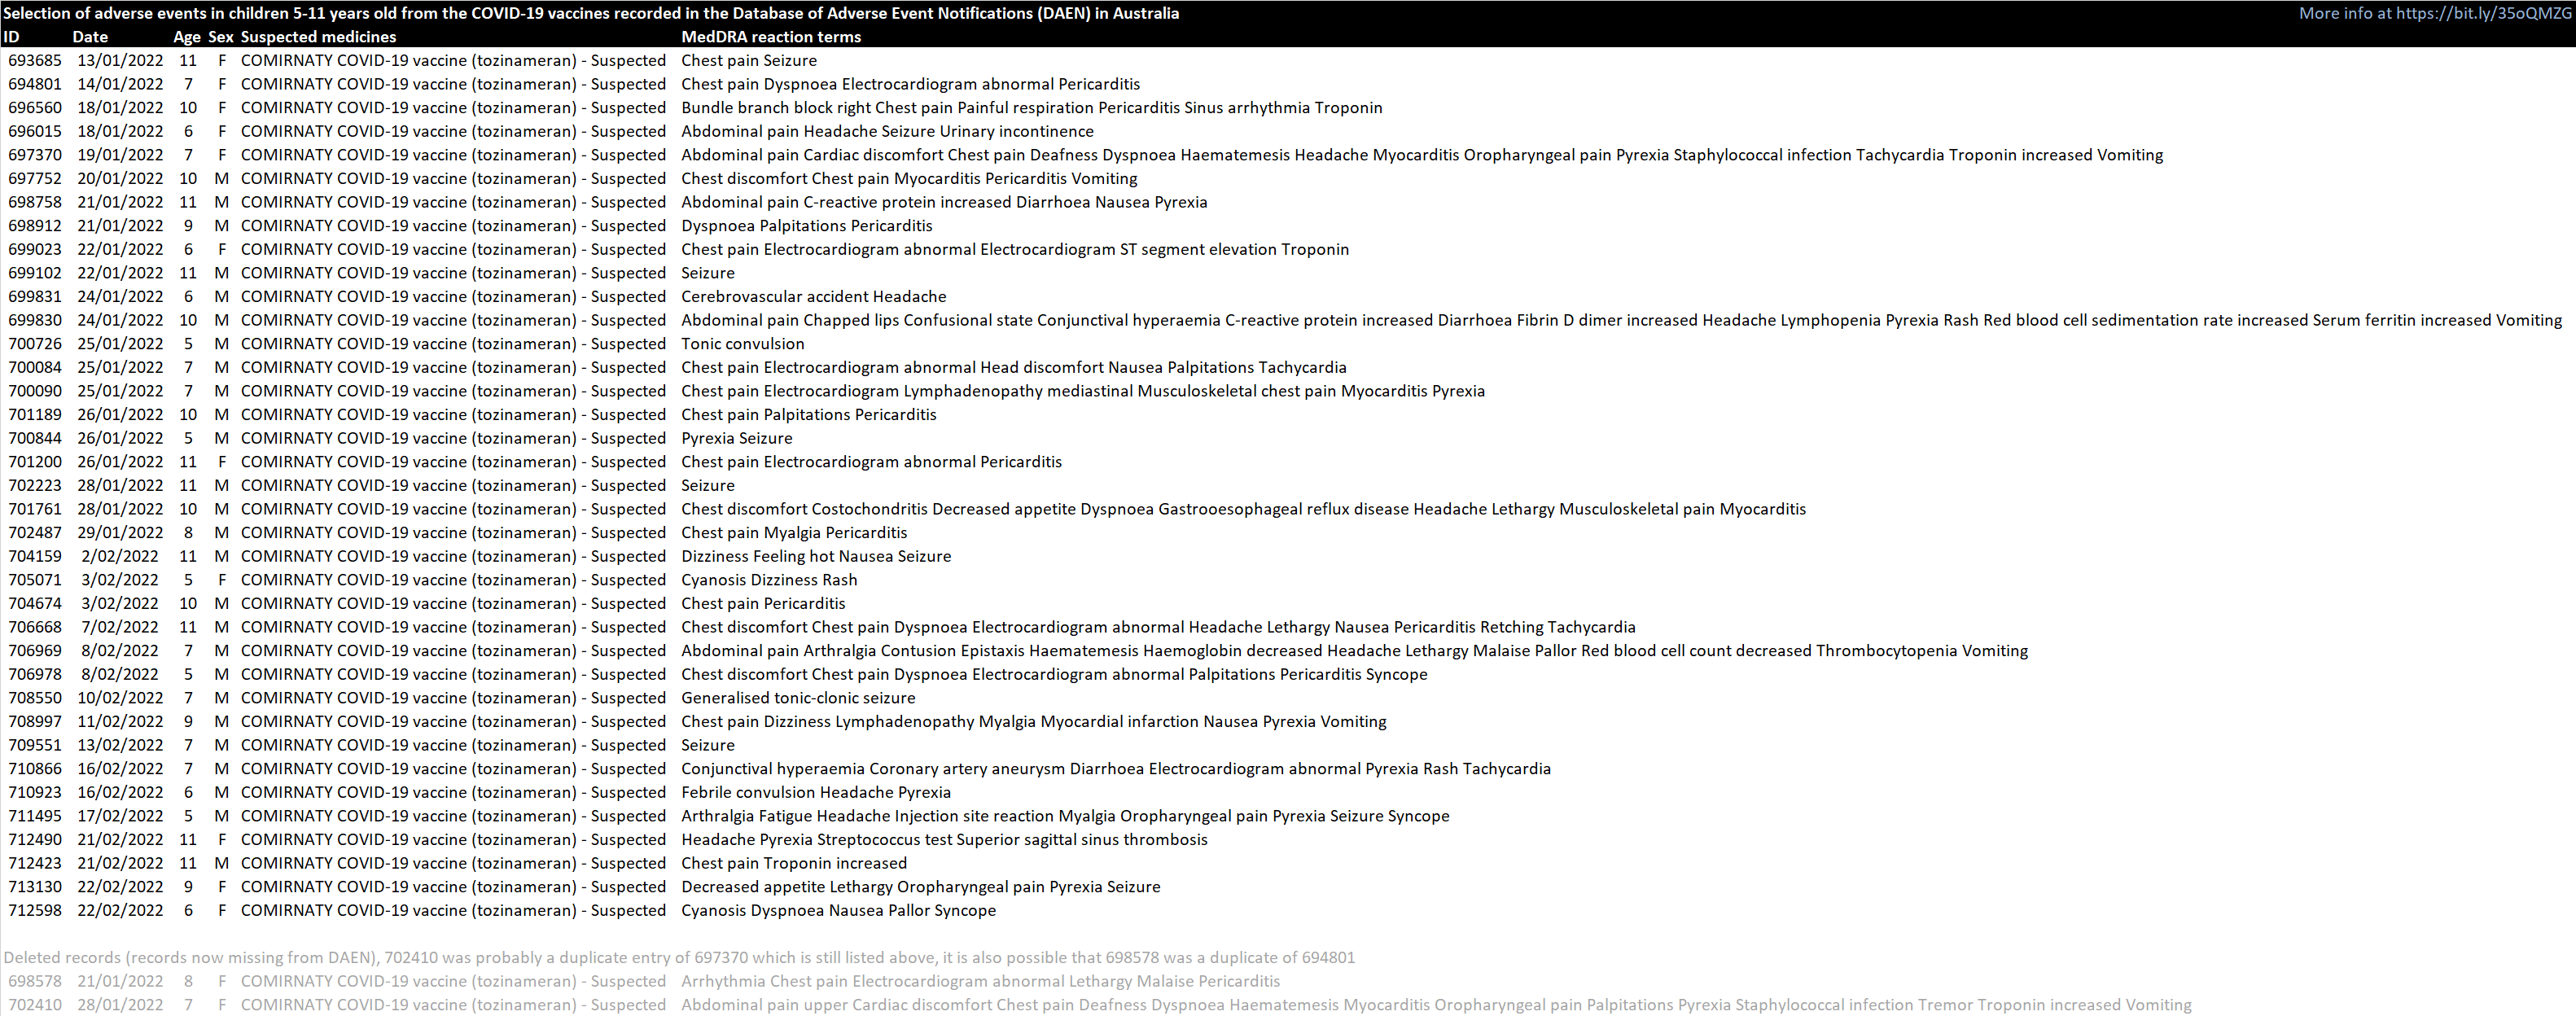 Selection of adverse events in children 5-11 years old from the COVID-19 vaccines recorded in the Database of Adverse Event Notifications (DAEN) in Australia More info at https://bit.ly/35oQMZG
ID Date Age Sex Suspected medicines MedDRA reaction terms
693685 13/01/2022 11 F COMIRNATY COVID-19 vaccine (tozinameran) - Suspected Chest pain Seizure
694801 14/01/2022 7 F COMIRNATY COVID-19 vaccine (tozinameran) - Suspected Chest pain Dyspnoea Electrocardiogram abnormal Pericarditis
696560 18/01/2022 10 F COMIRNATY COVID-19 vaccine (tozinameran) - Suspected Bundle branch block right Chest pain Painful respiration Pericarditis Sinus arrhythmia Troponin
696015 18/01/2022 6 F COMIRNATY COVID-19 vaccine (tozinameran) - Suspected Abdominal pain Headache Seizure Urinary incontinence
697370 19/01/2022 7 F COMIRNATY COVID-19 vaccine (tozinameran) - Suspected Abdominal pain Cardiac discomfort Chest pain Deafness Dyspnoea Haematemesis Headache Myocarditis Oropharyngeal pain Pyrexia Staphylococcal infection Tachycardia Troponin increased Vomiting
697752 20/01/2022 10 M COMIRNATY COVID-19 vaccine (tozinameran) - Suspected Chest discomfort Chest pain Myocarditis Pericarditis Vomiting
698758 21/01/2022 11 M COMIRNATY COVID-19 vaccine (tozinameran) - Suspected Abdominal pain C-reactive protein increased Diarrhoea Nausea Pyrexia
698912 21/01/2022 9 M COMIRNATY COVID-19 vaccine (tozinameran) - Suspected Dyspnoea Palpitations Pericarditis
699023 22/01/2022 6 F COMIRNATY COVID-19 vaccine (tozinameran) - Suspected Chest pain Electrocardiogram abnormal Electrocardiogram ST segment elevation Troponin
699102 22/01/2022 11 M COMIRNATY COVID-19 vaccine (tozinameran) - Suspected Seizure
699831 24/01/2022 6 M COMIRNATY COVID-19 vaccine (tozinameran) - Suspected Cerebrovascular accident Headache
699830 24/01/2022 10 M COMIRNATY COVID-19 vaccine (tozinameran) - Suspected Abdominal pain Chapped lips Confusional state Conjunctival hyperaemia C-reactive protein increased Diarrhoea Fibrin D dimer increased Headache Lymphopenia Pyrexia Rash Red blood cell sedimentation rate increased Serum ferritin increased Vomiting
700726 25/01/2022 5 M COMIRNATY COVID-19 vaccine (tozinameran) - Suspected Tonic convulsion
700084 25/01/2022 7 M COMIRNATY COVID-19 vaccine (tozinameran) - Suspected Chest pain Electrocardiogram abnormal Head discomfort Nausea Palpitations Tachycardia
700090 25/01/2022 7 M COMIRNATY COVID-19 vaccine (tozinameran) - Suspected Chest pain Electrocardiogram Lymphadenopathy mediastinal Musculoskeletal chest pain Myocarditis Pyrexia
701189 26/01/2022 10 M COMIRNATY COVID-19 vaccine (tozinameran) - Suspected Chest pain Palpitations Pericarditis
700844 26/01/2022 5 M COMIRNATY COVID-19 vaccine (tozinameran) - Suspected Pyrexia Seizure
701200 26/01/2022 11 F COMIRNATY COVID-19 vaccine (tozinameran) - Suspected Chest pain Electrocardiogram abnormal Pericarditis
702223 28/01/2022 11 M COMIRNATY COVID-19 vaccine (tozinameran) - Suspected Seizure
701761 28/01/2022 10 M COMIRNATY COVID-19 vaccine (tozinameran) - Suspected Chest discomfort Costochondritis Decreased appetite Dyspnoea Gastrooesophageal reflux disease Headache Lethargy Musculoskeletal pain Myocarditis
702487 29/01/2022 8 M COMIRNATY COVID-19 vaccine (tozinameran) - Suspected Chest pain Myalgia Pericarditis
704159 2/02/2022 11 M COMIRNATY COVID-19 vaccine (tozinameran) - Suspected Dizziness Feeling hot Nausea Seizure
705071 3/02/2022 5 F COMIRNATY COVID-19 vaccine (tozinameran) - Suspected Cyanosis Dizziness Rash
704674 3/02/2022 10 M COMIRNATY COVID-19 vaccine (tozinameran) - Suspected Chest pain Pericarditis
706668 7/02/2022 11 M COMIRNATY COVID-19 vaccine (tozinameran) - Suspected Chest discomfort Chest pain Dyspnoea Electrocardiogram abnormal Headache Lethargy Nausea Pericarditis Retching Tachycardia
706969 8/02/2022 7 M COMIRNATY COVID-19 vaccine (tozinameran) - Suspected Abdominal pain Arthralgia Contusion Epistaxis Haematemesis Haemoglobin decreased Headache Lethargy Malaise Pallor Red blood cell count decreased Thrombocytopenia Vomiting
706978 8/02/2022 5 M COMIRNATY COVID-19 vaccine (tozinameran) - Suspected Chest discomfort Chest pain Dyspnoea Electrocardiogram abnormal Palpitations Pericarditis Syncope
708550 10/02/2022 7 M COMIRNATY COVID-19 vaccine (tozinameran) - Suspected Generalised tonic-clonic seizure
708997 11/02/2022 9 M COMIRNATY COVID-19 vaccine (tozinameran) - Suspected Chest pain Dizziness Lymphadenopathy Myalgia Myocardial infarction Nausea Pyrexia Vomiting
709551 13/02/2022 7 M COMIRNATY COVID-19 vaccine (tozinameran) - Suspected Seizure
710866 16/02/2022 7 M COMIRNATY COVID-19 vaccine (tozinameran) - Suspected Conjunctival hyperaemia Coronary artery aneurysm Diarrhoea Electrocardiogram abnormal Pyrexia Rash Tachycardia
710923 16/02/2022 6 M COMIRNATY COVID-19 vaccine (tozinameran) - Suspected Febrile convulsion Headache Pyrexia
711495 17/02/2022 5 M COMIRNATY COVID-19 vaccine (tozinameran) - Suspected Arthralgia Fatigue Headache Injection site reaction Myalgia Oropharyngeal pain Pyrexia Seizure Syncope
712490 21/02/2022 11 F COMIRNATY COVID-19 vaccine (tozinameran) - Suspected Headache Pyrexia Streptococcus test Superior sagittal sinus thrombosis
712423 21/02/2022 11 M COMIRNATY COVID-19 vaccine (tozinameran) - Suspected Chest pain Troponin increased
713130 22/02/2022 9 F COMIRNATY COVID-19 vaccine (tozinameran) - Suspected Decreased appetite Lethargy Oropharyngeal pain Pyrexia Seizure
712598 22/02/2022 6 F COMIRNATY COVID-19 vaccine (tozinameran) - Suspected Cyanosis Dyspnoea Nausea Pallor Syncope
Deleted records (records now missing from DAEN), 702410 was probably a duplicate entry of 697370 which is still listed above, it is also possible that 698578 was a duplicate of 694801
698578 21/01/2022 8 F COMIRNATY COVID-19 vaccine (tozinameran) - Suspected Arrhythmia Chest pain Electrocardiogram abnormal Lethargy Malaise Pericarditis
702410 28/01/2022 7 F COMIRNATY COVID-19 vaccine (tozinameran) - Suspected Abdominal pain upper Cardiac discomfort Chest pain Deafness Dyspnoea Haematemesis Myocarditis Oropharyngeal pain Palpitations Pyrexia Staphylococcal infection Tremor Troponin increased Vomiting